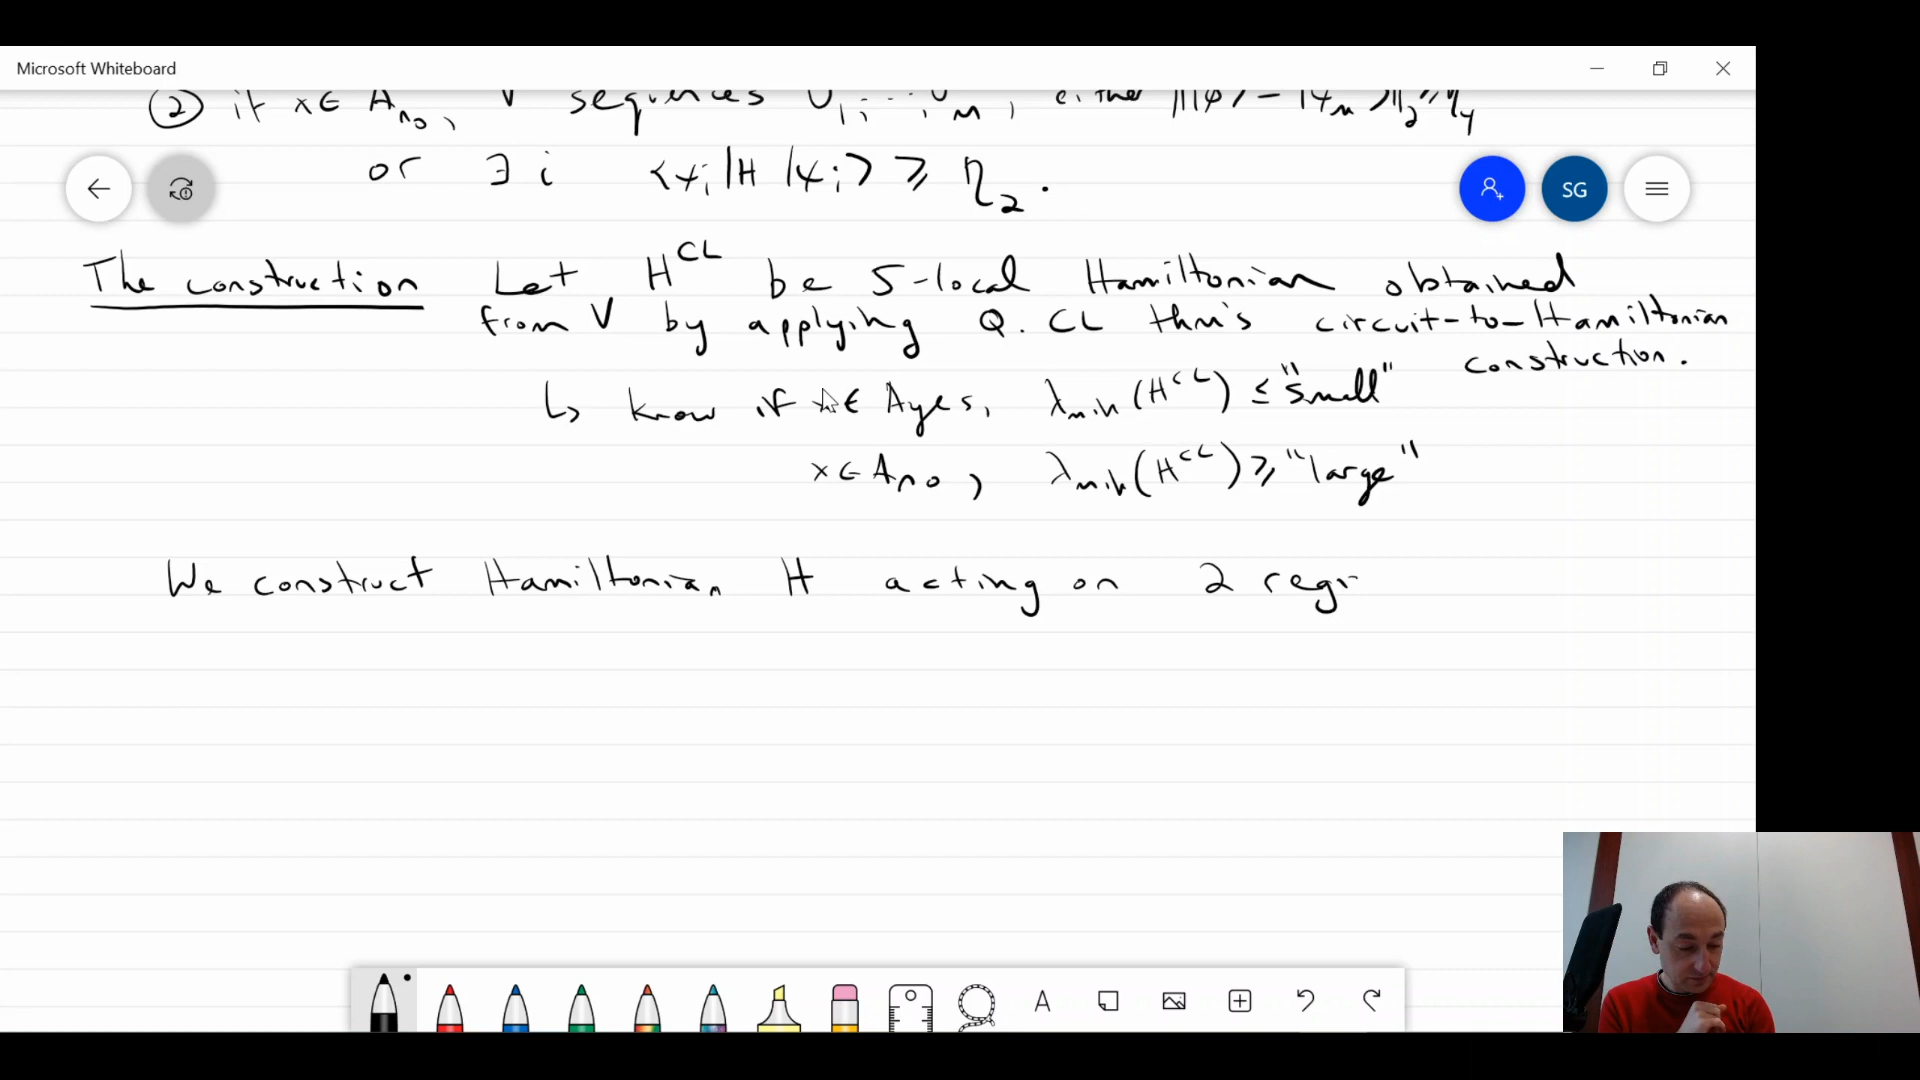 Microsoft Whiteboard
② if x ∈ A_no, ∀ sequences U_1, ..., U_m, either || |φ> - |ψ_m> ||_2 ≥ η_4
or ∃ i <ψ_i| H |ψ_i> ≥ η_2.
SG
The construction Let H^CL be 5-local Hamiltonian obtained
from V by applying Q. CL thm's circuit-to-Hamiltonian
construction.
↳ know if x ∈ Ayes, λ_min (H^CL) ≤ "small"
x ∈ A_no, λ_min (H^CL) ≥ "large"
We construct Hamiltonian H acting on 2 regi
A